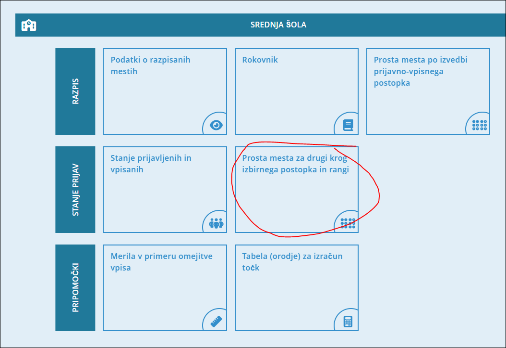 SREDNJA ŠOLA
RAZPIS
Podatki o razpisanih
mestih
Rokovnik
Prosta mesta po izvedbi
prijavno-vpisnega
postopka
STANJE PRIJAV
Stanje prijavljenih in
vpisanih
Prosta mesta za drugi krog
izbirnega postopka in rangi
PRIPOMOČKI
Merila v primeru omejitve
vpisa
Tabela (orodje) za izračun
točk